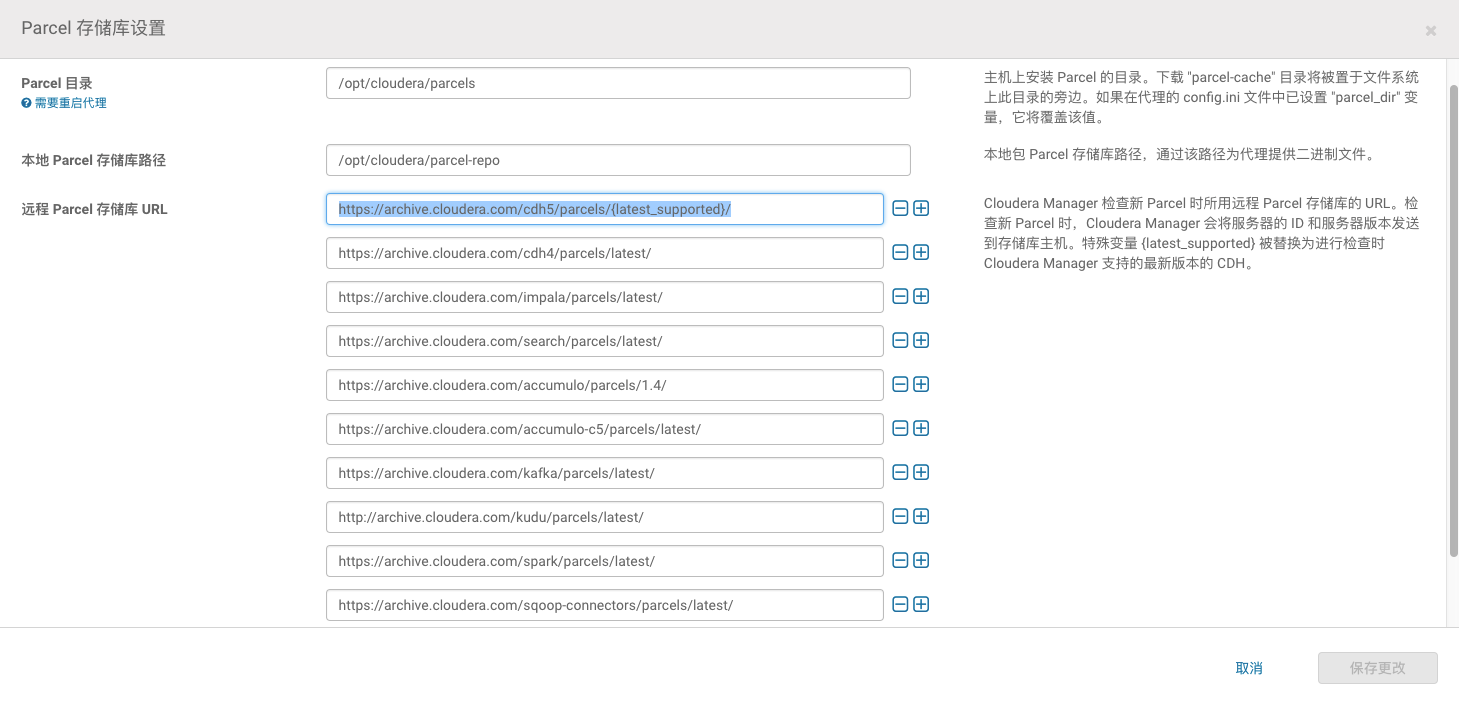 Parcel 存储库设置
Parcel 目录
需要重启代理
/opt/cloudera/parcels
主机上安装 Parcel 的目录。下载 "parcel-cache" 目录将被置于文件系统
上此目录的旁边。如果在代理的 config.ini 文件中已设置 "parcel_dir" 变
量，它将覆盖该值。
本地 Parcel 存储库路径
/opt/cloudera/parcel-repo
本地包 Parcel 存储库路径，通过该路径为代理提供二进制文件。
远程 Parcel 存储库 URL
https://archive.cloudera.com/cdh5/parcels/{latest_supported}/
https://archive.cloudera.com/cdh4/parcels/latest/
https://archive.cloudera.com/impala/parcels/latest/
https://archive.cloudera.com/search/parcels/latest/
https://archive.cloudera.com/accumulo/parcels/1.4/
https://archive.cloudera.com/accumulo-c5/parcels/latest/
https://archive.cloudera.com/kafka/parcels/latest/
http://archive.cloudera.com/kudu/parcels/latest/
https://archive.cloudera.com/spark/parcels/latest/
https://archive.cloudera.com/sqoop-connectors/parcels/latest/
Cloudera Manager 检查新 Parcel 时所用远程 Parcel 存储库的 URL。检
查新 Parcel 时，Cloudera Manager 会将服务器的 ID 和服务器版本发送
到存储库主机。特殊变量 {latest_supported} 被替换为进行检查时
Cloudera Manager 支持的最新版本的 CDH。
取消
保存更改